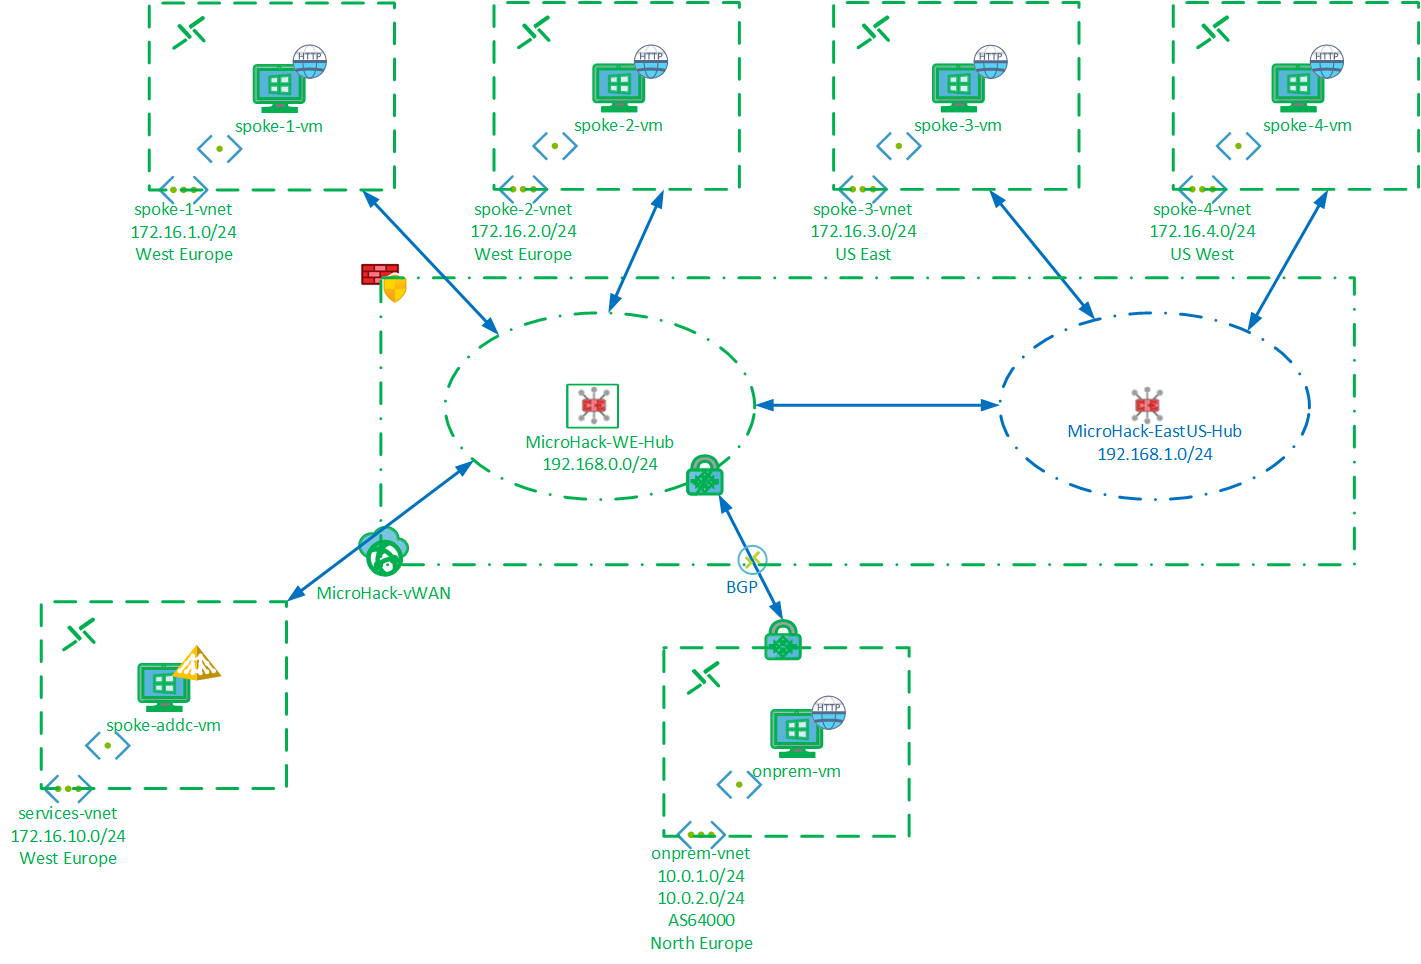 HTTP
HTTP
HTTP
HTTP
spoke-1-vm
spoke-2-vm
spoke-3-vm
spoke-4-vm
spoke-1-vnet
172.16.1.0/24
West Europe
spoke-2-vnet
172.16.2.0/24
West Europe
spoke-3-vnet
172.16.3.0/24
US East
spoke-4-vnet
172.16.4.0/24
US West
MicroHack-WE-Hub
192.168.0.0/24
MicroHack-EastUS-Hub
192.168.1.0/24
MicroHack-vWAN
BGP
spoke-addc-vm
services-vnet
172.16.10.0/24
West Europe
HTTP
onprem-vm
onprem-vnet
10.0.1.0/24
10.0.2.0/24
AS64000
North Europe